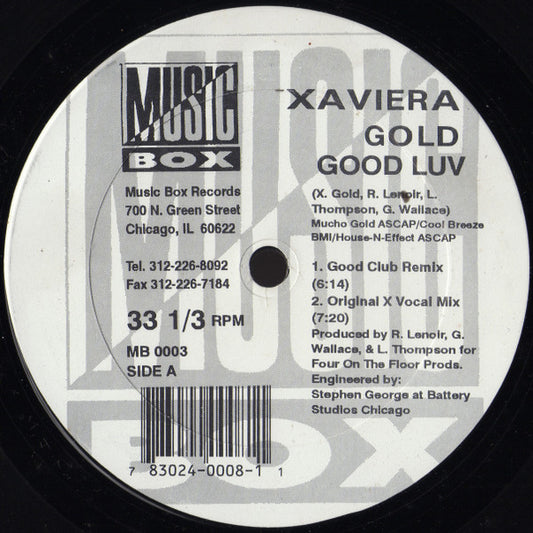 MUSIC
BOX
Music Box Records
700 N. Green Street
Chicago, IL 60622
Tel. 312-226-8092
Fax 312-226-7184
33 1/3 RPM
MB 0003
SIDE A
7 83024-0008-1 1
XAVIERA
GOLD
GOOD LUV
(X. Gold, R. Lenoir, L.
Thompson, G. Wallace)
Mucho Gold ASCAP/Cool Breeze
BMI/House-N-Effect ASCAP
1. Good Club Remix
(6:14)
2. Original X Vocal Mix
(7:20)
Produced by R. Lenoir, G.
Wallace, & L. Thompson for
Four On The Floor Prods.
Engineered by:
Stephen George at Battery
Studios Chicago
MUSIC
BOX